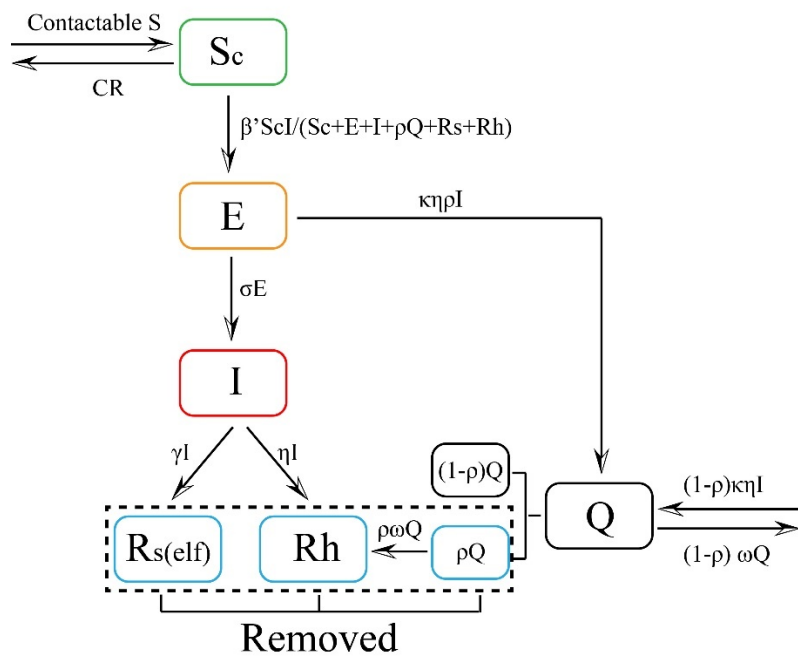 Contactable S
Sc
CR
β’ScI/(Sc+E+I+ρQ+Rs+Rh)
E
κηρI
σE
I
γI
ηI
(1-ρ)Q
(1-ρ)κηI
Q
Rs(elf)
Rh
ρωQ
ρQ
(1-ρ) ωQ
Removed